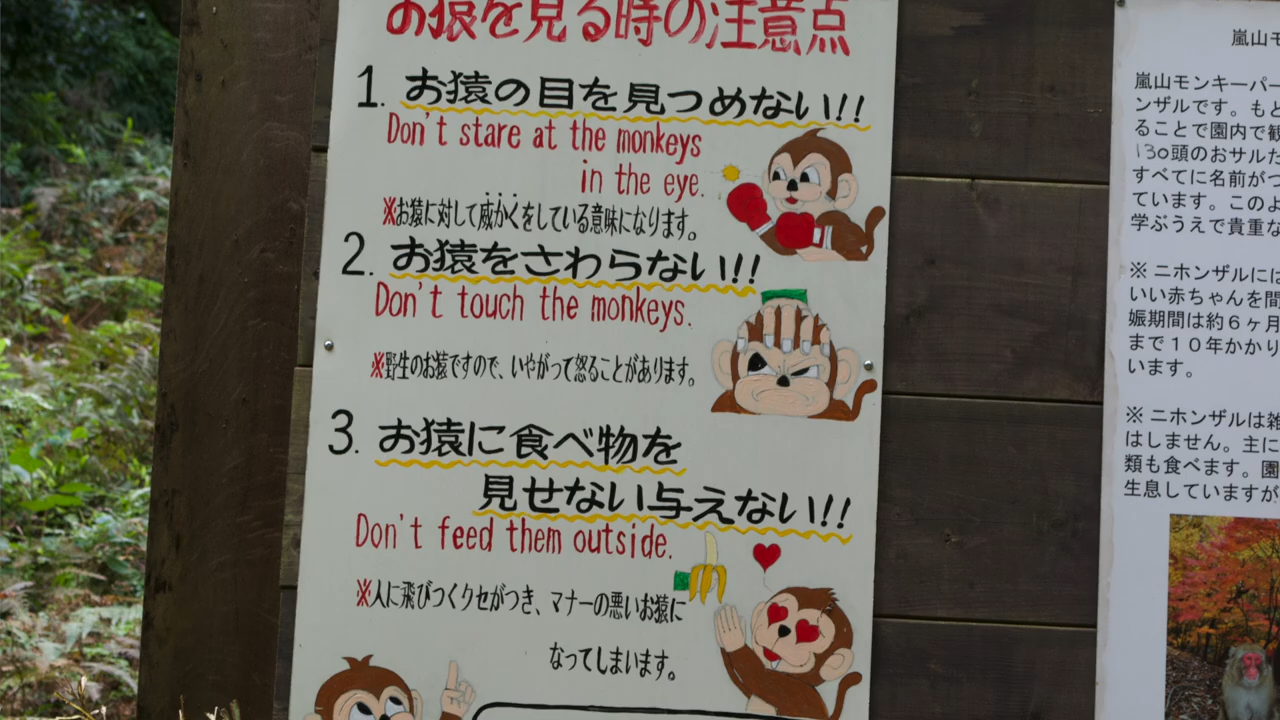 お猿を見る時の注意点
1. お猿の目を見つめない!!
Don't stare at the monkeys
in the eye.
※お猿に対して威かくをしている意味になります。
2. お猿をさわらない!!
Don't touch the monkeys.
※野生のお猿ですので、いやがって怒ることがあります。
3. お猿に食べ物を
見せない与えない!!
Don't feed them outside.
※人に飛びつくクセがつき、マナーの悪いお猿に
なってしまいます。
嵐山モ
嵐山モンキーパー
ンザルです。もと
ることで園内で観
130頭のおサルた
すべてに名前がつ
ています。このよ
学ぶうえで貴重な
※ ニホンザルには
いい赤ちゃんを間
娠期間は約6ヶ月
まで10年かかり
います。
※ ニホンザルは雑
はしません。主に
類も食べます。園
生息していますが